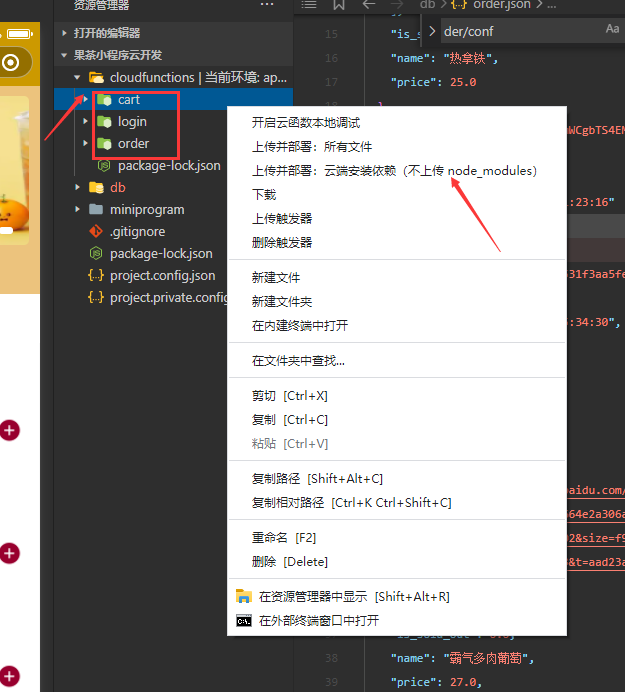 资源管理器
打开的编辑器
果茶小程序云开发
cloudfunctions | 当前环境: ap...
cart
login
order
package-lock.json
db
miniprogram
.gitignore
package-lock.json
project.config.json
project.private.config
开启云函数本地调试
上传并部署：所有文件
上传并部署：云端安装依赖（不上传 node_modules）
下载
上传触发器
删除触发器
新建文件
新建文件夹
在内建终端中打开
在文件夹中查找...
剪切 [Ctrl+X]
复制 [Ctrl+C]
粘贴 [Ctrl+V]
复制路径 [Shift+Alt+C]
复制相对路径 [Ctrl+K Ctrl+Shift+C]
重命名 [F2]
删除 [Delete]
在资源管理器中显示 [Shift+Alt+R]
在外部终端窗口中打开
db > {..} order.json > ...
der/conf
Aa
15
16 "name": "热拿铁",
17 "price": 25.0
WCgbTS4EM
:23:16"
31f3aa5fe
:34:30",
baidu.com/
64e2a306a
02&size=f9
&t=aad23a
38 "name": "霸气多肉葡萄",
39 "price": 27.0,